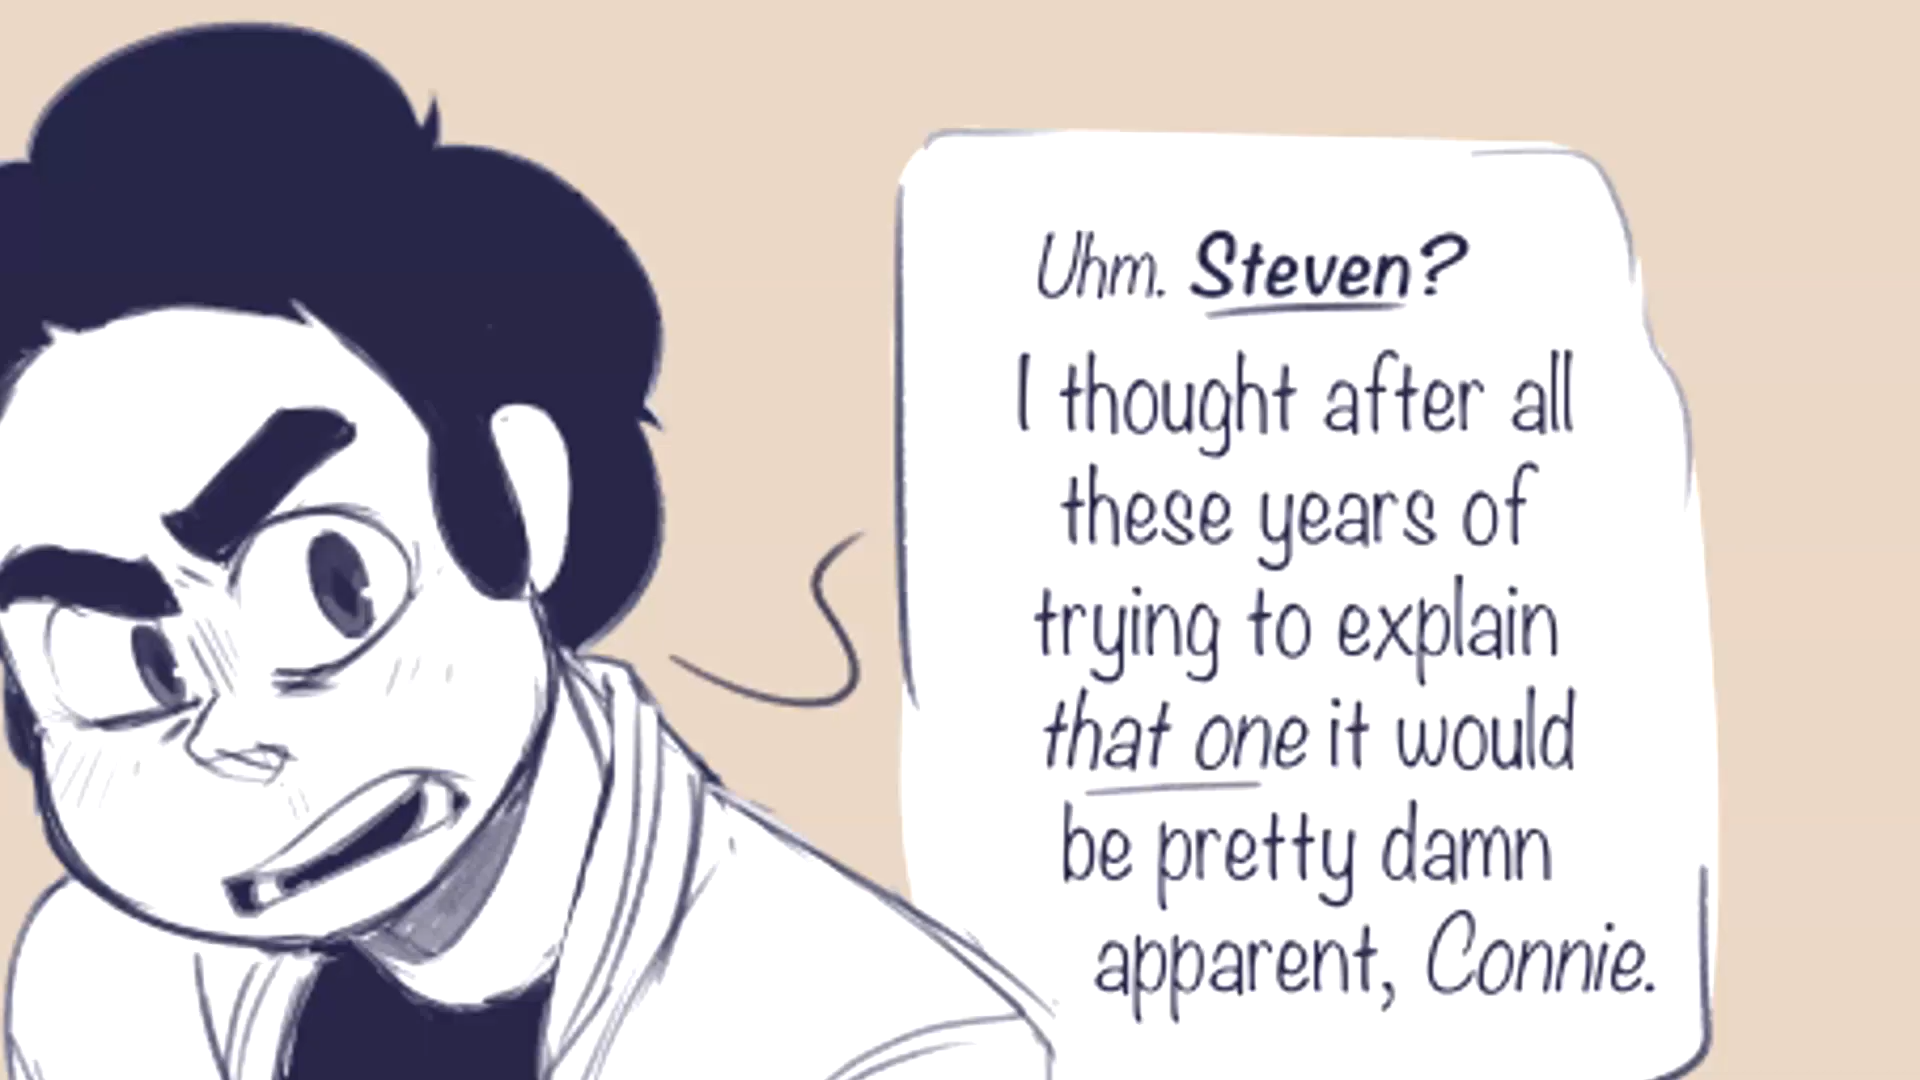 Uhm. Steven?
I thought after all
these years of
trying to explain
that one it would
be pretty damn
apparent, Connie.